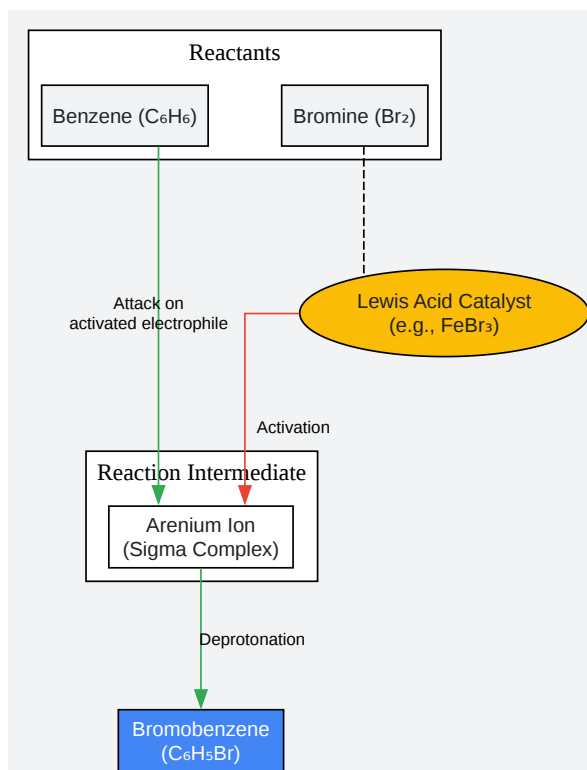 Reactants
Benzene (C₆H₆)
Bromine (Br₂)
Lewis Acid Catalyst
(e.g., FeBr₃)
Attack on
activated electrophile
Activation
Reaction Intermediate
Arenium Ion
(Sigma Complex)
Deprotonation
Bromobenzene
(C₆H₅Br)